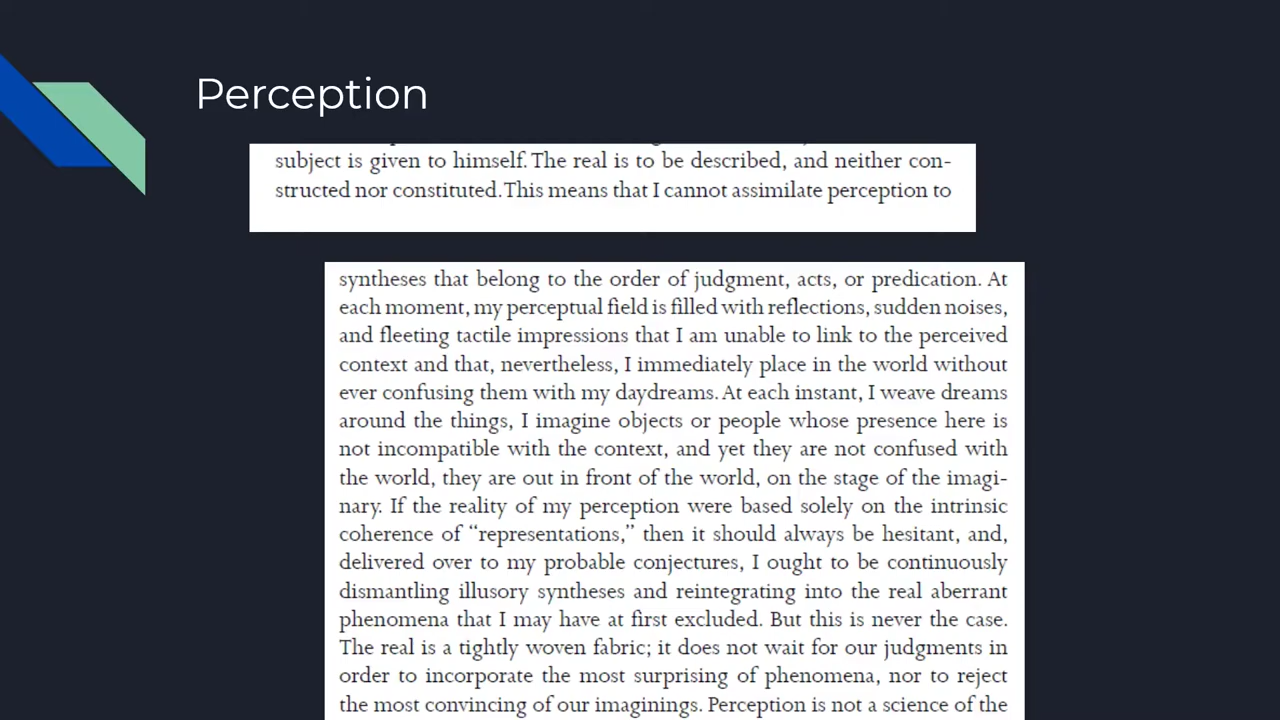 Perception
subject is given to himself. The real is to be described, and neither con-
structed nor constituted. This means that I cannot assimilate perception to
syntheses that belong to the order of judgment, acts, or predication. At
each moment, my perceptual field is filled with reflections, sudden noises,
and fleeting tactile impressions that I am unable to link to the perceived
context and that, nevertheless, I immediately place in the world without
ever confusing them with my daydreams. At each instant, I weave dreams
around the things, I imagine objects or people whose presence here is
not incompatible with the context, and yet they are not confused with
the world, they are out in front of the world, on the stage of the imagi-
nary. If the reality of my perception were based solely on the intrinsic
coherence of “representations,” then it should always be hesitant, and,
delivered over to my probable conjectures, I ought to be continuously
dismantling illusory syntheses and reintegrating into the real aberrant
phenomena that I may have at first excluded. But this is never the case.
The real is a tightly woven fabric; it does not wait for our judgments in
order to incorporate the most surprising of phenomena, nor to reject
the most convincing of our imaginings. Perception is not a science of the